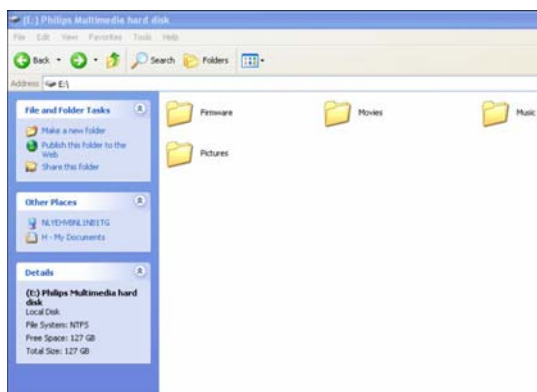 (E:) Philips Multimedia hard disk
File Edit View Favorites Tools Help
Back Search Folders
Address E:\
File and Folder Tasks
Make a new folder
Publish this folder to the
Web
Share this folder
Other Places
H - My Documents
Details
(E:) Philips Multimedia hard
disk
Local Disk
File System: NTFS
Free Space: 127 GB
Total Size: 127 GB
Firmware Movies Music
Pictures